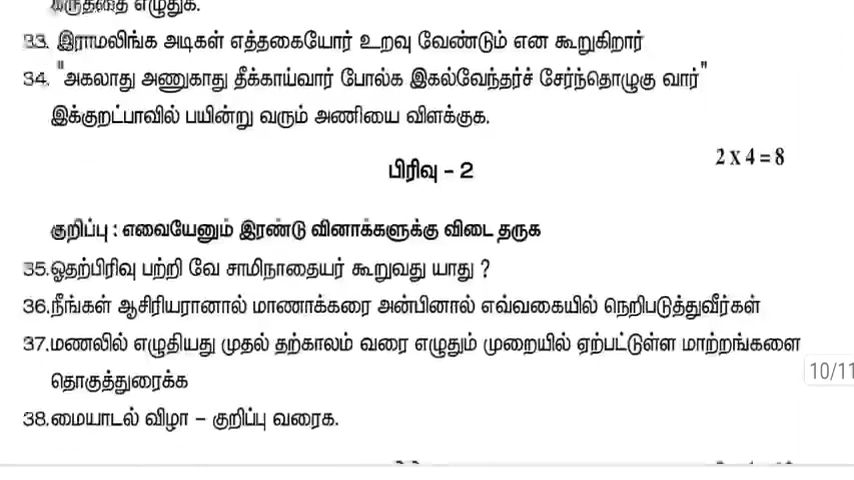 எழுதுக.
33. இராமலிங்க அடிகள் எத்தகையோர் உறவு வேண்டும் என கூறுகிறார்
34. "அகலாது அணுகாது தீக்காய்வார் போல்க இகல்வேந்தர்ச் சேர்ந்தொழுகு வார்"
இக்குறட்பாவில் பயின்று வரும் அணியை விளக்குக.
2 X 4 = 8
பிரிவு – 2
குறிப்பு : எவையேனும் இரண்டு வினாக்களுக்கு விடை தருக
35.ஓதற்பிரிவு பற்றி வே சாமிநாதையர் கூறுவது யாது ?
36.நீங்கள் ஆசிரியரானால் மாணாக்கரை அன்பினால் எவ்வகையில் நெறிபடுத்துவீர்கள்
37.மணலில் எழுதியது முதல் தற்காலம் வரை எழுதும் முறையில் ஏற்பட்டுள்ள மாற்றங்களை
தொகுத்துரைக்க
10/11
38.மையாடல் விழா – குறிப்பு வரைக.